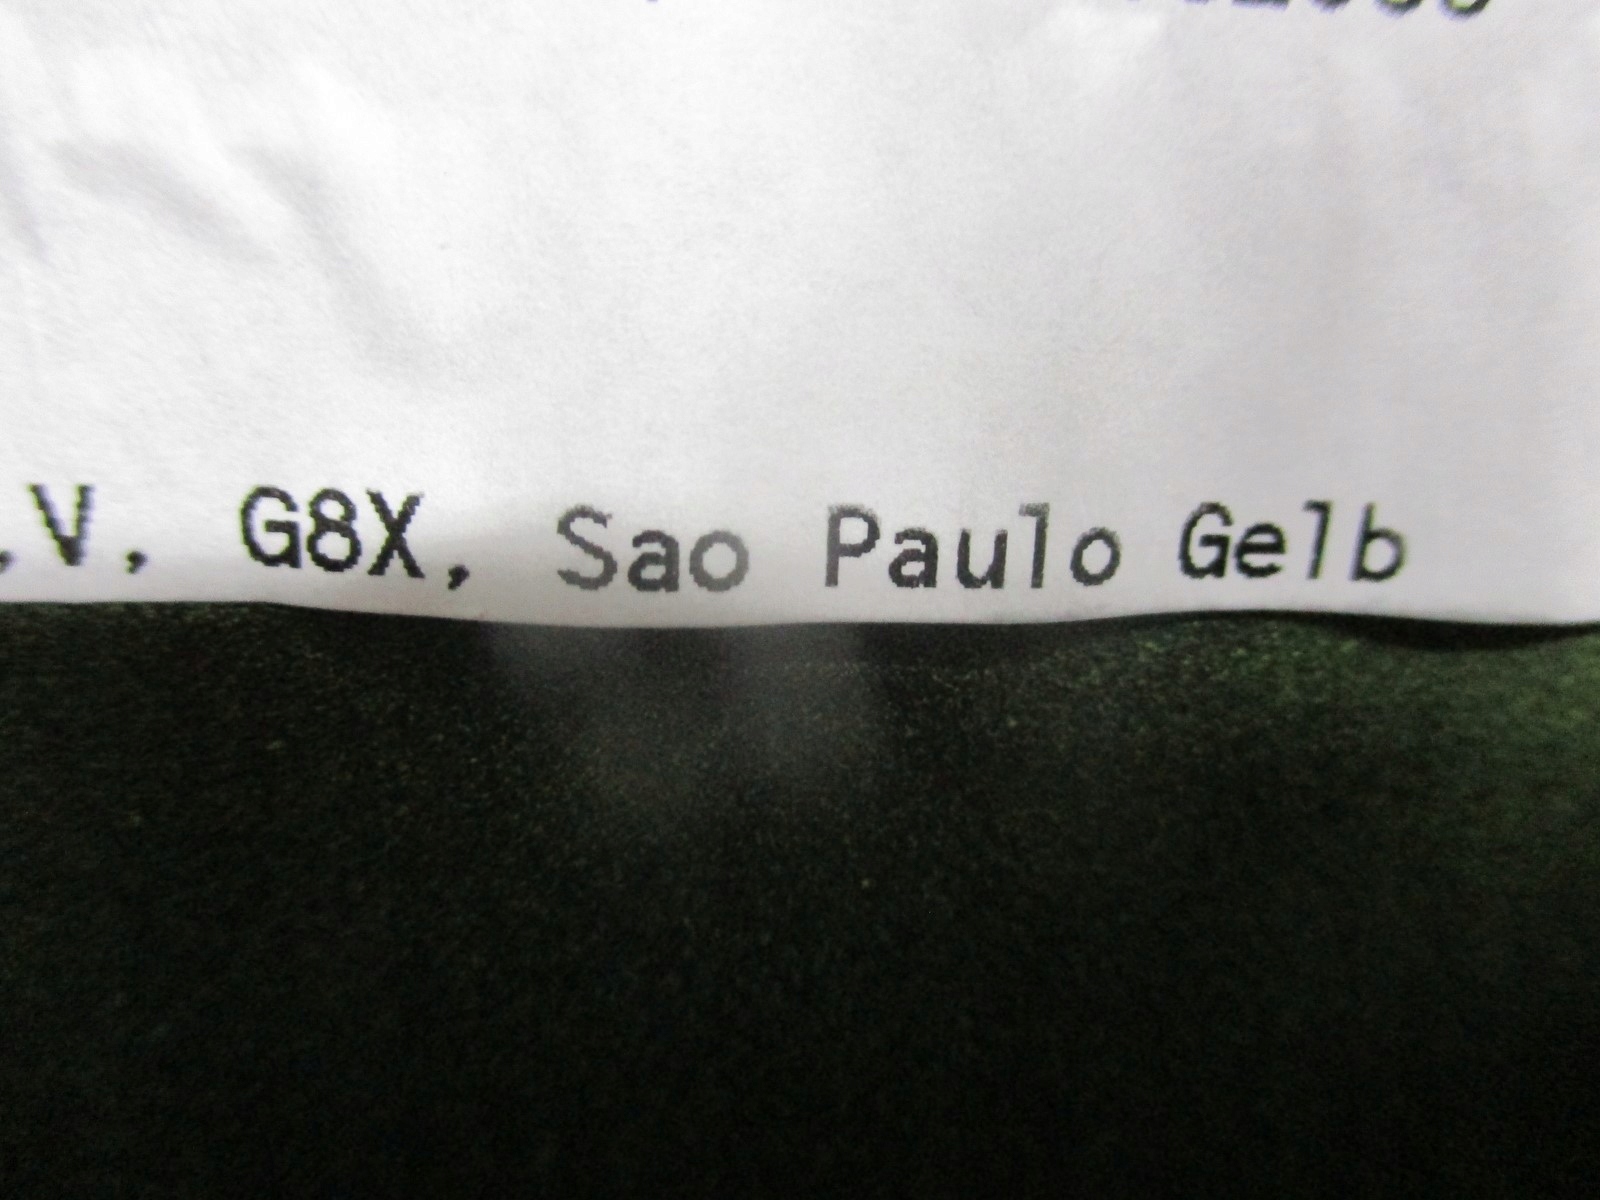 ,V, G8X, Sao Paulo Gelb